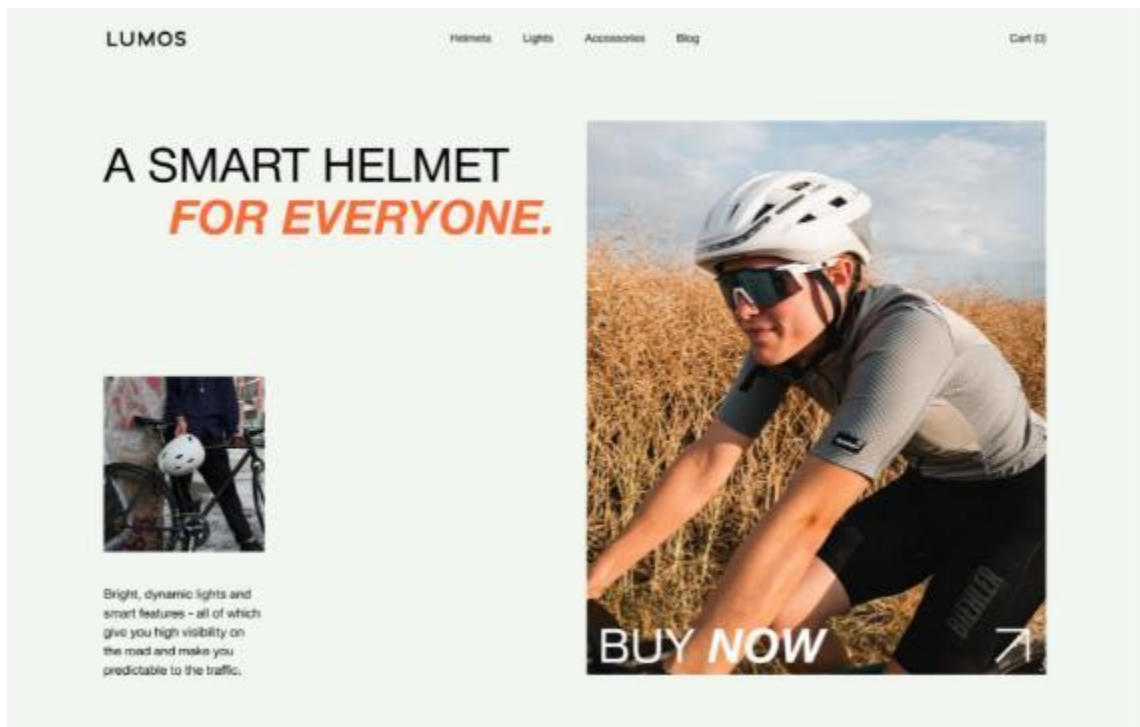 LUMOS
Helmets Lights Accessories Blog
Cart (0)
A SMART HELMET
FOR EVERYONE.
Bright, dynamic lights and
smart features - all of which
give you high visibility on
the road and make you
predictable to the traffic.
BIEHLER
BUY NOW